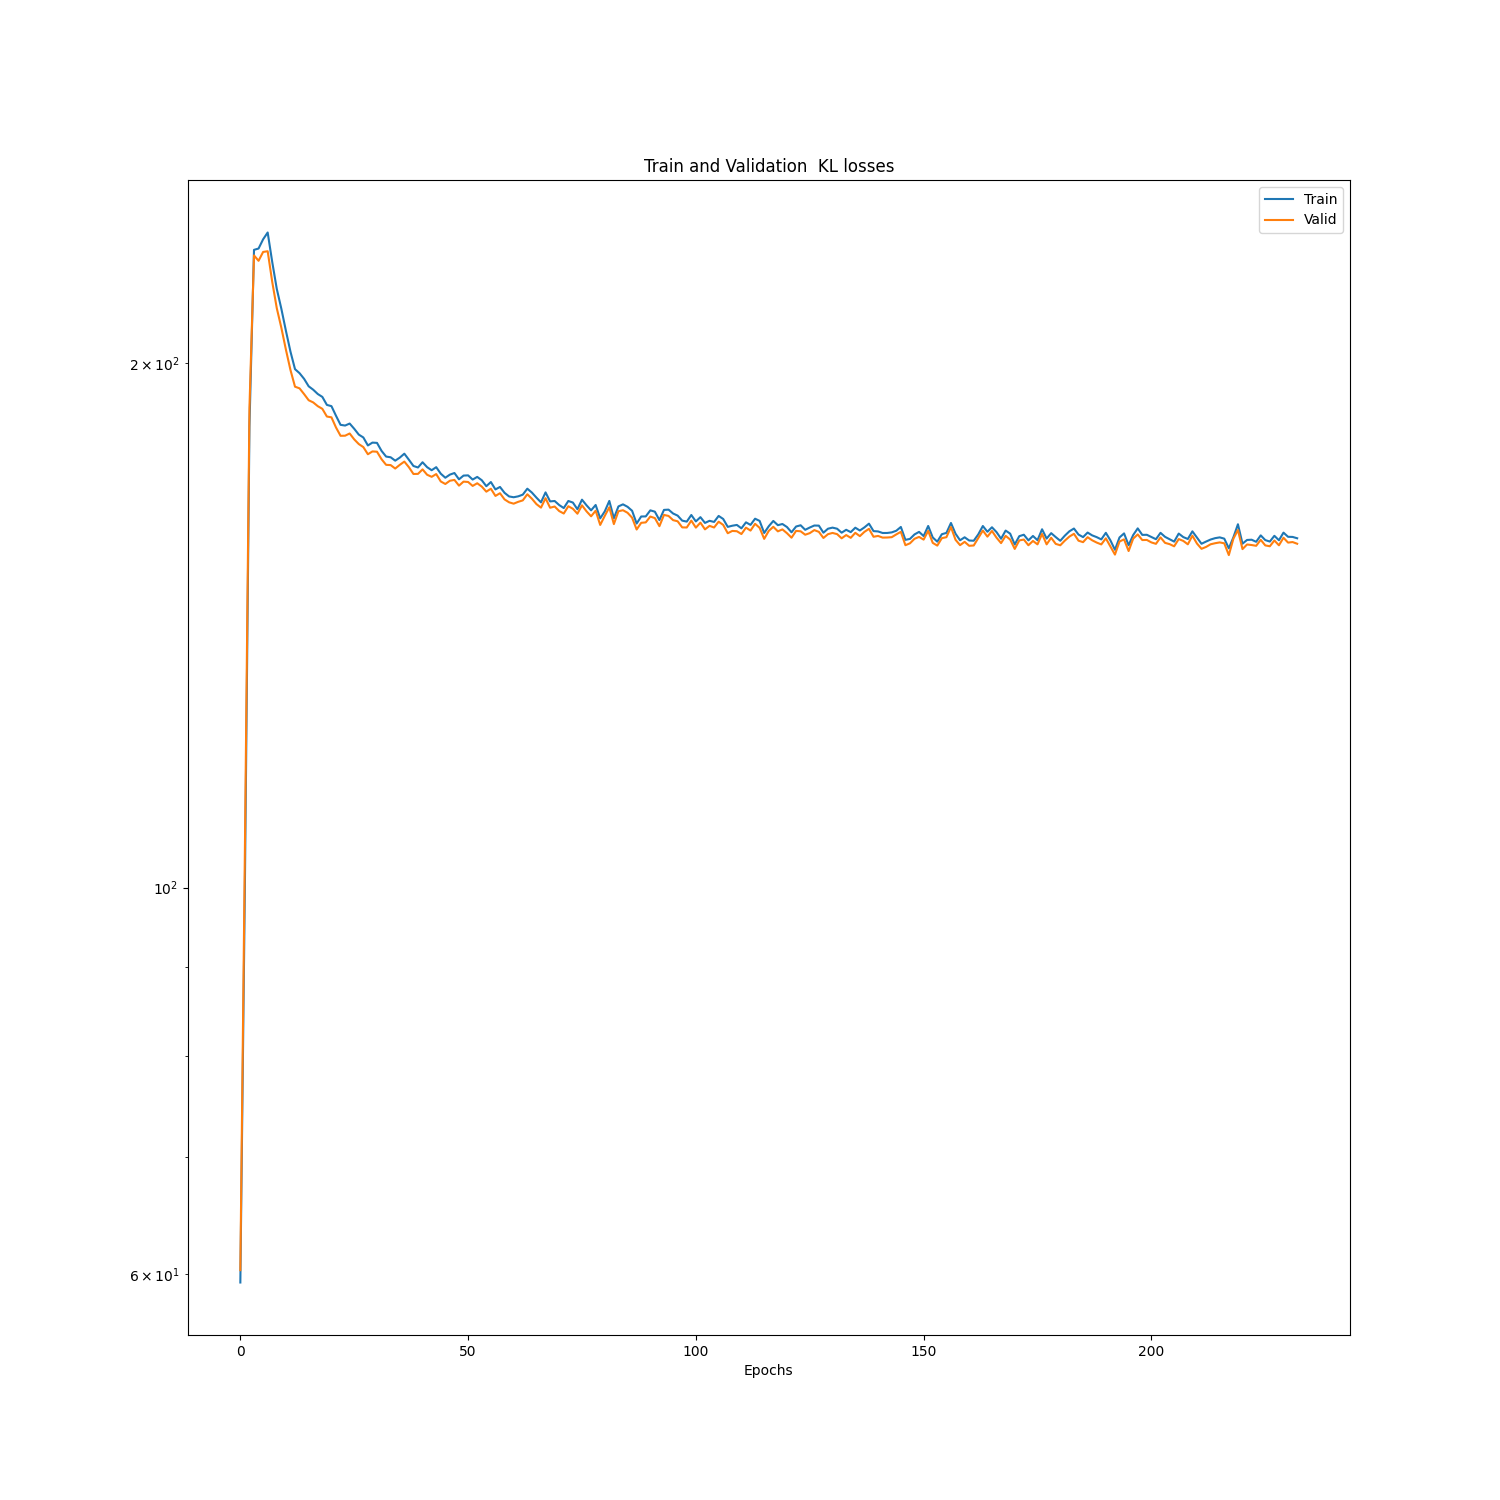 Train and Validation  KL losses
Train
Valid
2 × 10²
10²
6 × 10¹
0 50 100 150 200
Epochs